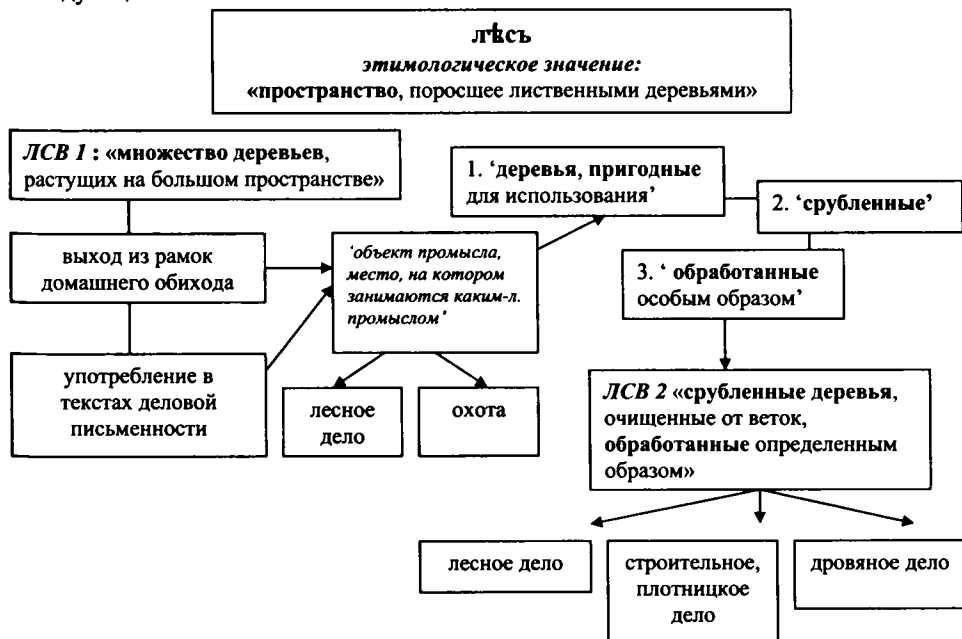 лѣсъ
этимологическое значение:
«пространство, поросшее лиственными деревьями»
ЛСВ 1 : «множество деревьев,
растущих на большом пространстве»
1. ‘деревья, пригодные
для использования’
2. ‘срубленные’
выход из рамок
домашнего обихода
‘объект промысла,
место, на котором
занимаются каким-л.
промыслом’
3. ‘ обработанные
особым образом’
употребление в
текстах деловой
письменности
лесное
дело
охота
ЛСВ 2 «срубленные деревья,
очищенные от веток,
обработанные определенным
образом»
лесное дело
строительное,
плотницкое
дело
дровяное дело